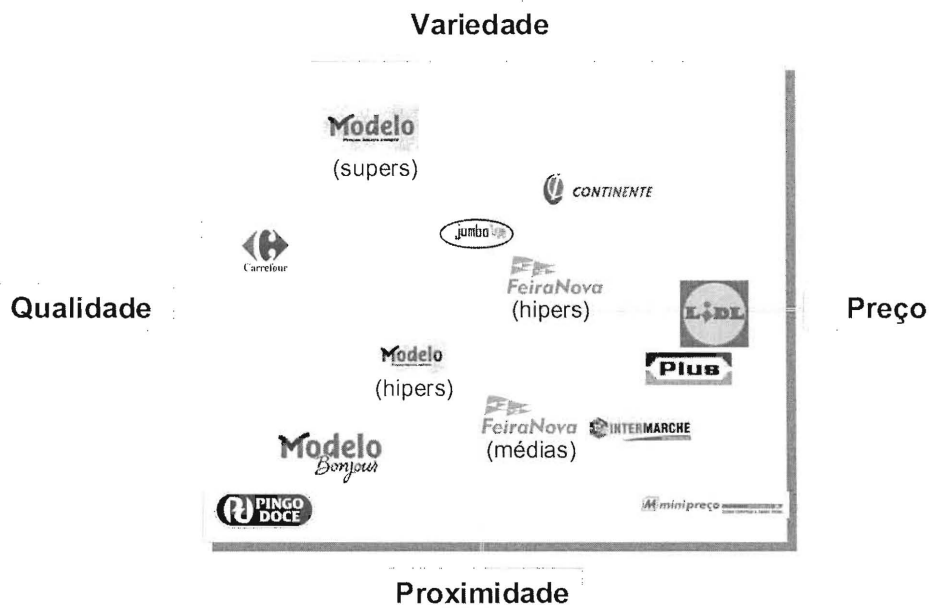 Variedade
Modelo
(supers)
CONTINENTE
jumbo
Carrefour
FeiraNova
(hipers)
Qualidade
LIDL
Preço
Modelo
(hipers)
Plus
FeiraNova
(médias)
INTERMARCHE
Modelo
Bonjour
PINGO
DOCE
minipreço
Proximidade